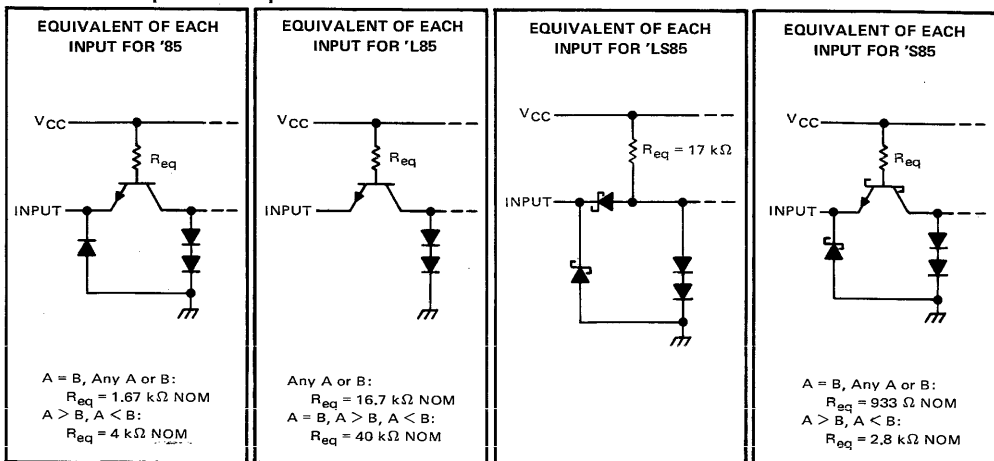 EQUIVALENT OF EACH
INPUT FOR '85
VCC
Req
INPUT
A = B, Any A or B:
Req = 1.67 kΩ NOM
A > B, A < B:
Req = 4 kΩ NOM
EQUIVALENT OF EACH
INPUT FOR 'L85
VCC
Req
INPUT
Any A or B:
Req = 16.7 kΩ NOM
A = B, A > B, A < B:
Req = 40 kΩ NOM
EQUIVALENT OF EACH
INPUT FOR 'LS85
VCC
Req = 17 kΩ
INPUT
EQUIVALENT OF EACH
INPUT FOR 'S85
VCC
Req
INPUT
A = B, Any A or B:
Req = 933 Ω NOM
A > B, A < B:
Req = 2.8 kΩ NOM